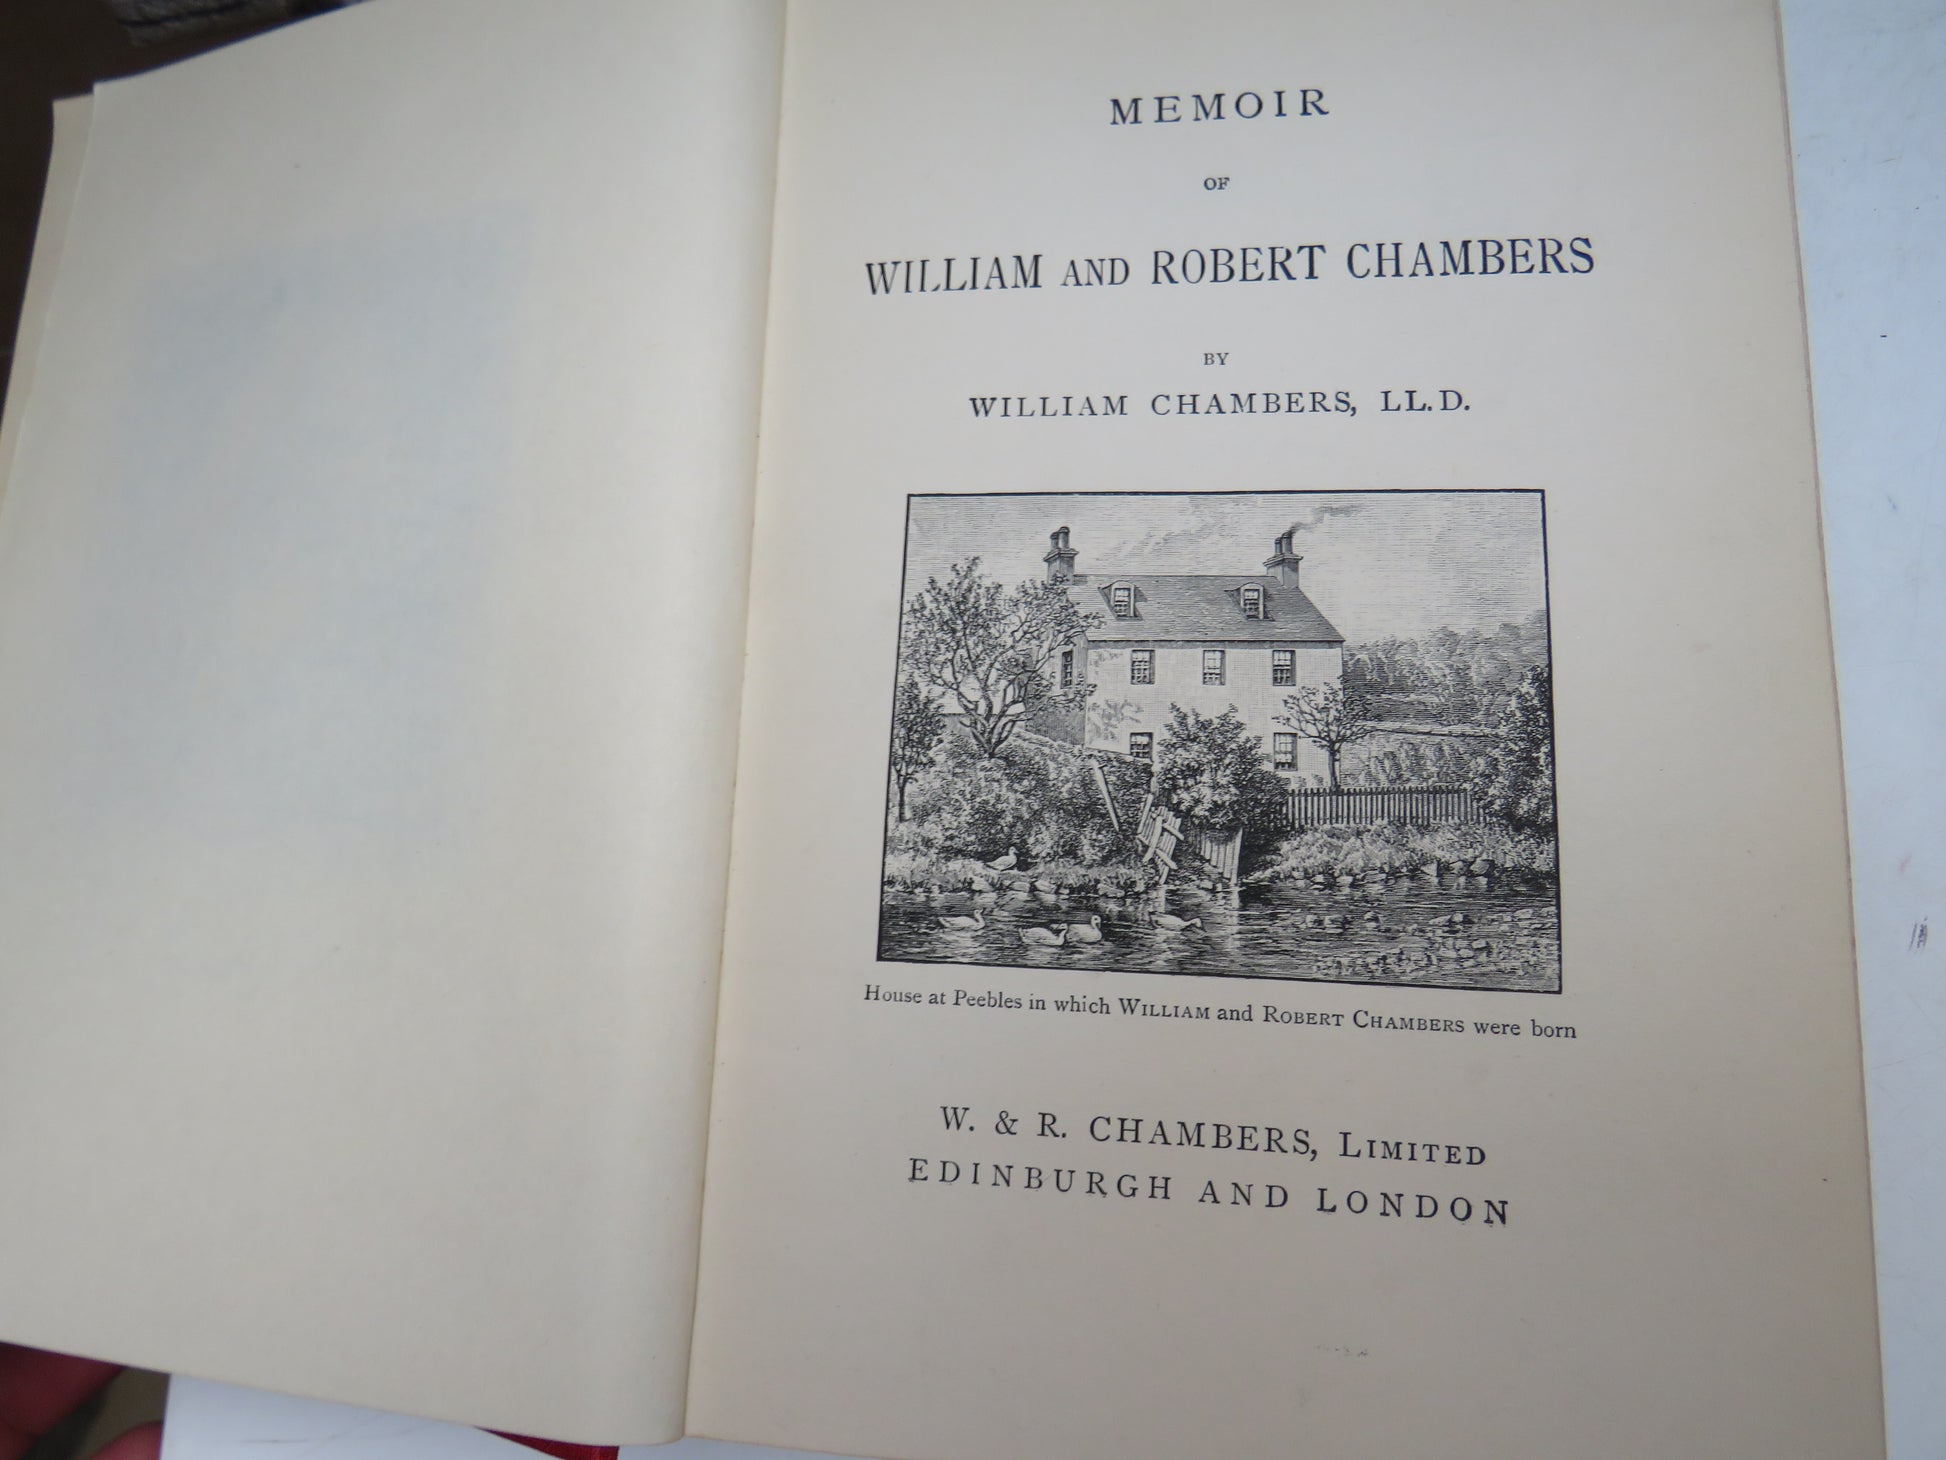 MEMOIR
OF
WILLIAM AND ROBERT CHAMBERS
BY
WILLIAM CHAMBERS, LL.D.
House at Peebles in which WILLIAM and ROBERT CHAMBERS were born
W. & R. CHAMBERS, LIMITED
EDINBURGH AND LONDON